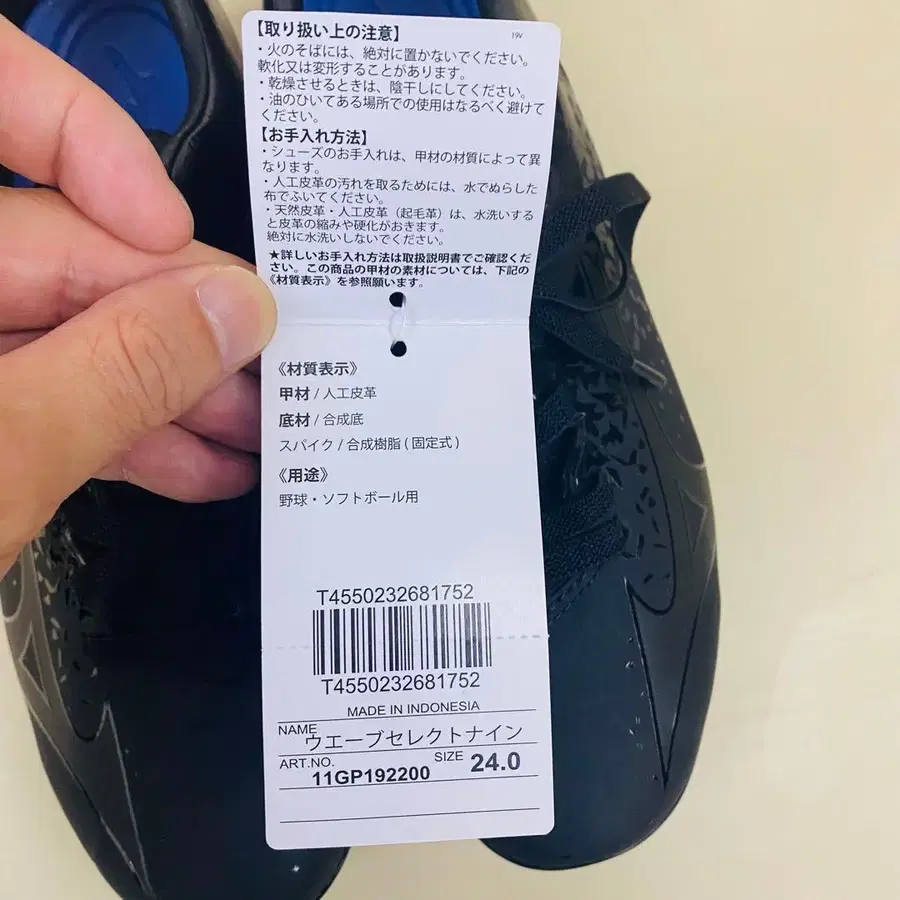 【取り扱い上の注意】
19V
・火のそばには、絶対に置かないでください。
軟化又は変形することがあります。
・乾燥させるときは、陰干しにしてください。
・油のひいてある場所での使用はなるべく避けて
ください。
【お手入れ方法】
・シューズのお手入れは、甲材の材質によって異
なります。
・人工皮革の汚れを取るためには、水でぬらした
布でふいてください。
・天然皮革・人工皮革（起毛革）は、水洗いする
と皮革の縮みや硬化がおきます。
絶対に水洗いしないでください。
★詳しいお手入れ方法は取扱説明書でご確認くだ
さい。この商品の甲材の素材については、下記の
《材質表示》を参照願います。
《材質表示》
甲材 / 人工皮革
底材 / 合成底
スパイク / 合成樹脂 ( 固定式 )
《用途》
野球・ソフトボール用
T4550232681752
T4550232681752
MADE IN INDONESIA
NAME ウエーブセレクトナイン
ART.NO. 11GP192200 SIZE 24.0